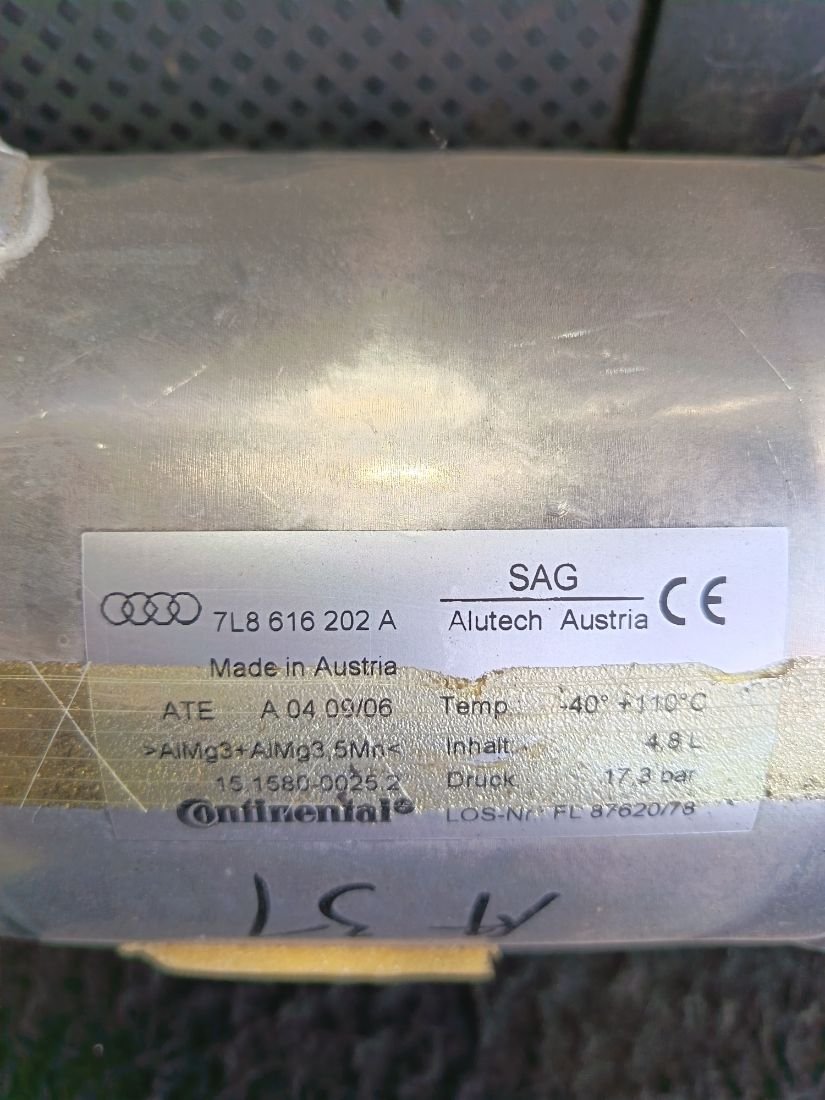 7L8 616 202 A
SAG
Alutech Austria
CE
Made in Austria
ATE A 04 09/06
>AlMg3+AlMg3,5Mn<
15.1580-0025.2
Continental
Temp.: -40° +110°C
Inhalt: 4.8 L
Druck: 17,3 bar
LOS-Nr: FL 87620/78